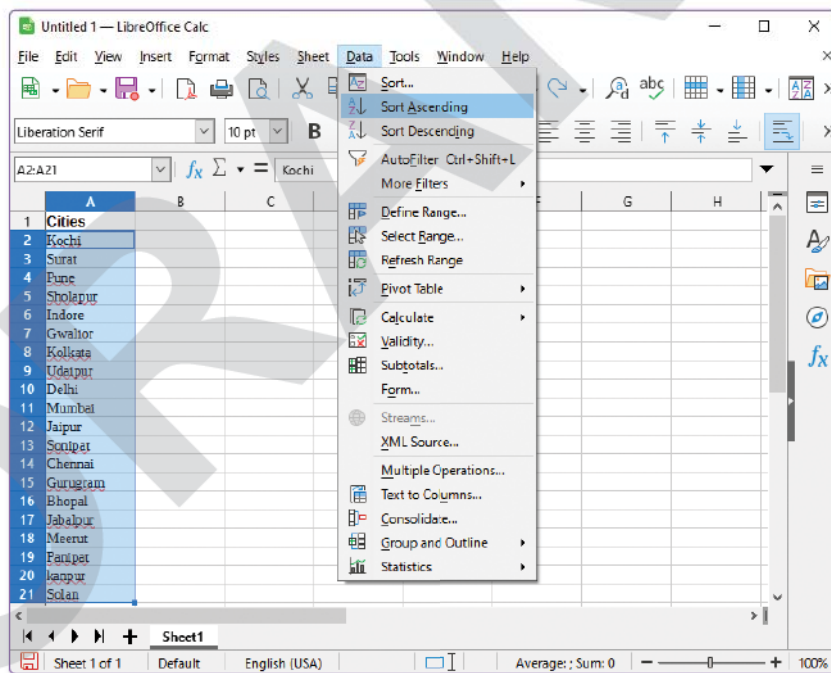 Untitled 1 — LibreOffice Calc
File Edit View Insert Format Styles Sheet Data Tools Window Help
Liberation Serif 10 pt B
A2:A21 fx Σ = Kochi
Sort...
Sort Ascending
Sort Descending
AutoFilter Ctrl+Shift+L
More Filters
Define Range...
Select Range...
Refresh Range
Pivot Table
Calculate
Validity...
Subtotals...
Form...
Streams...
XML Source...
Multiple Operations...
Text to Columns...
Consolidate...
Group and Outline
Statistics
A B C F G H
1 Cities
2 Kochi
3 Surat
4 Pune
5 Sholapur
6 Indore
7 Gwalior
8 Kolkata
9 Udaipur
10 Delhi
11 Mumbai
12 Jaipur
13 Sonipat
14 Chennai
15 Gurugram
16 Bhopal
17 Jabalpur
18 Meerut
19 Panipat
20 kanpur
21 Solan
Sheet1
Sheet 1 of 1 Default English (USA) Average: ; Sum: 0 100%